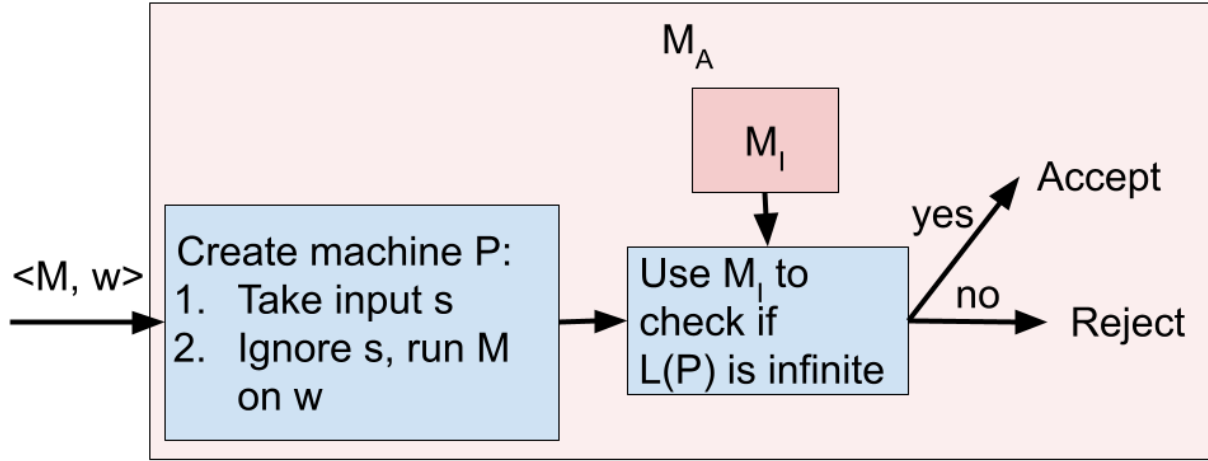 M_A
M_I
Accept
yes
<M, w>
Create machine P:
1. Take input s
2. Ignore s, run M
on w
Use M_I to
check if
L(P) is infinite
no
Reject